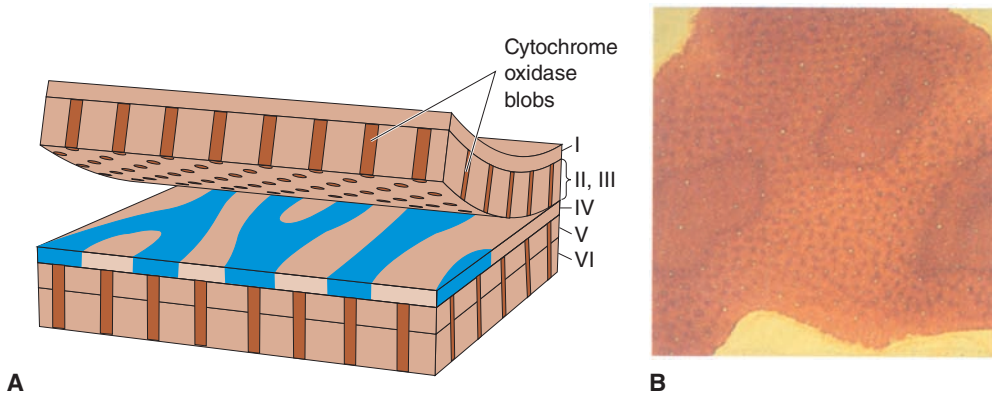 Cytochrome
oxidase
blobs
I
II, III
IV
V
VI
A
B